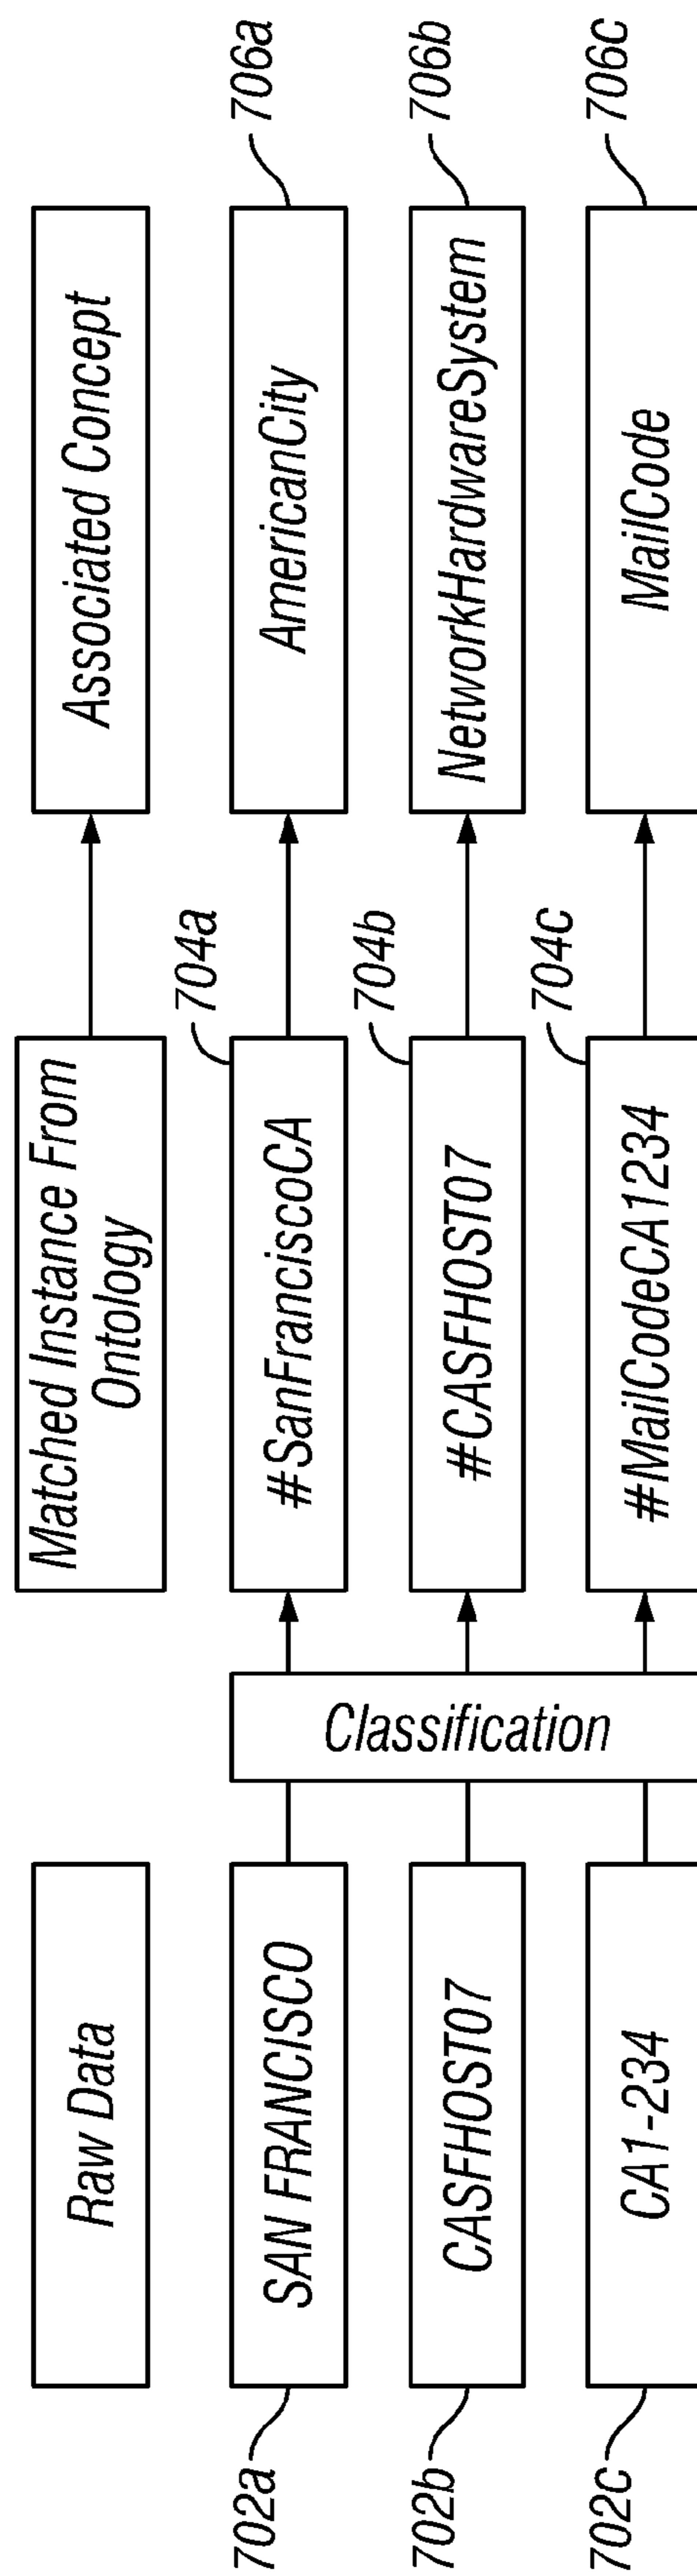 Raw Data
Matched Instance From
Ontology
Associated Concept
702a
SAN FRANCISCO
Classification
704a
#SanFranciscoCA
706a
AmericanCity
702b
CASFHOST07
704b
#CASFHOST07
706b
NetworkHardwareSystem
702c
CA1-234
704c
#MailCodeCA1234
706c
MailCode